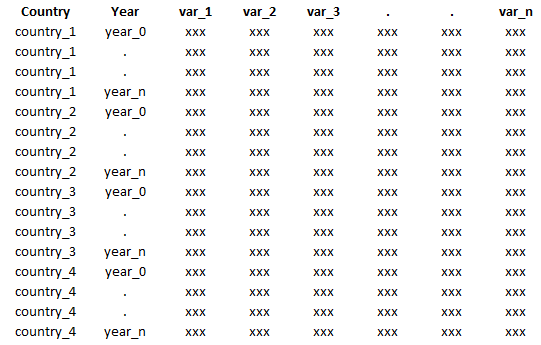 Country Year var_1 var_2 var_3 . . var_n
country_1 year_0 xxx xxx xxx xxx xxx xxx
country_1 . xxx xxx xxx xxx xxx xxx
country_1 . xxx xxx xxx xxx xxx xxx
country_1 year_n xxx xxx xxx xxx xxx xxx
country_2 year_0 xxx xxx xxx xxx xxx xxx
country_2 . xxx xxx xxx xxx xxx xxx
country_2 . xxx xxx xxx xxx xxx xxx
country_2 year_n xxx xxx xxx xxx xxx xxx
country_3 year_0 xxx xxx xxx xxx xxx xxx
country_3 . xxx xxx xxx xxx xxx xxx
country_3 . xxx xxx xxx xxx xxx xxx
country_3 year_n xxx xxx xxx xxx xxx xxx
country_4 year_0 xxx xxx xxx xxx xxx xxx
country_4 . xxx xxx xxx xxx xxx xxx
country_4 . xxx xxx xxx xxx xxx xxx
country_4 year_n xxx xxx xxx xxx xxx xxx